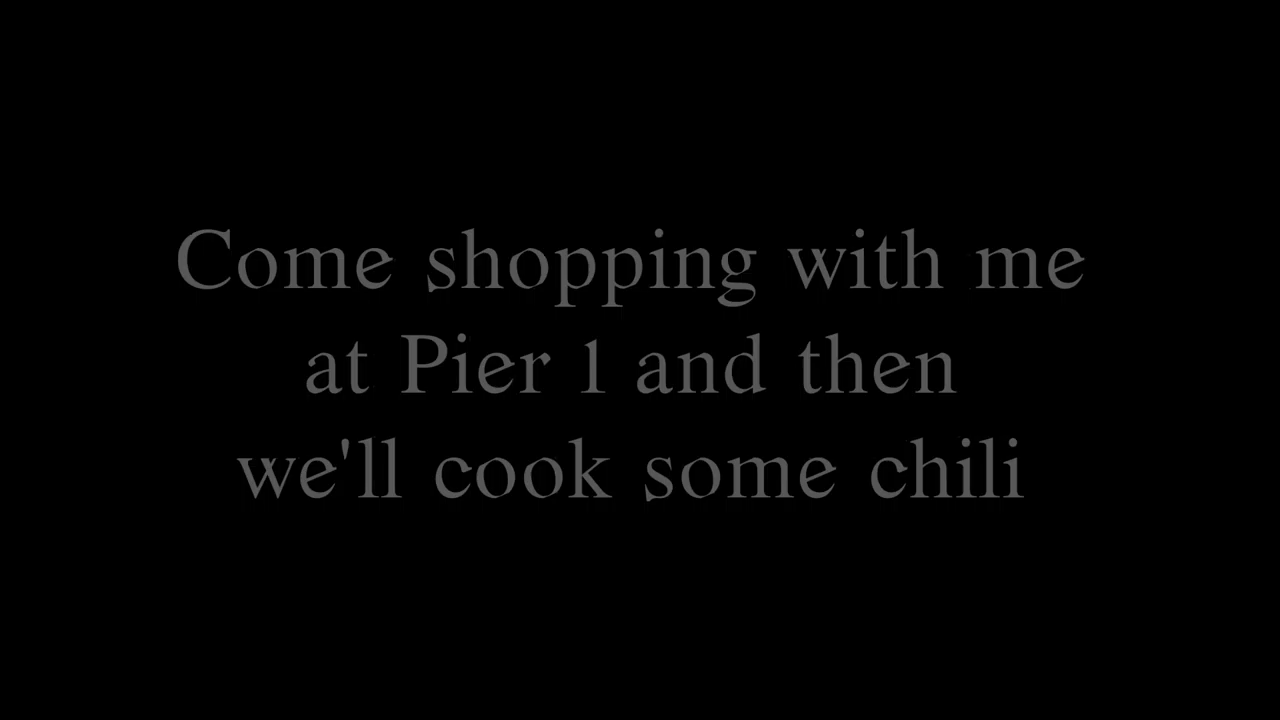 Come shopping with me
at Pier 1 and then
we'll cook some chili